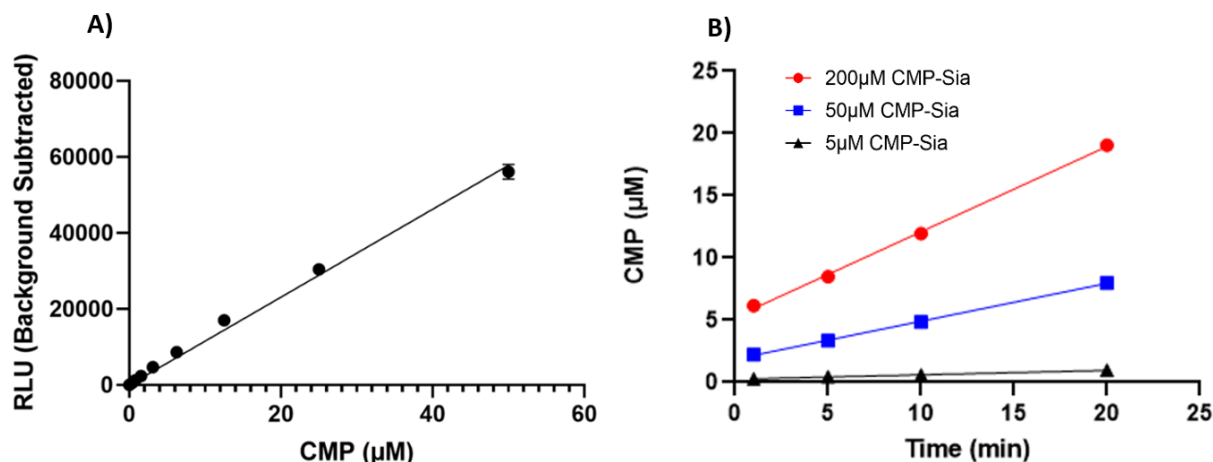 A)
RLU (Background Subtracted)
80000
60000
40000
20000
0
0
20
40
60
CMP (µM)
B)
CMP (µM)
25
20
15
10
5
0
200µM CMP-Sia
50µM CMP-Sia
5µM CMP-Sia
0
5
10
15
20
25
Time (min)